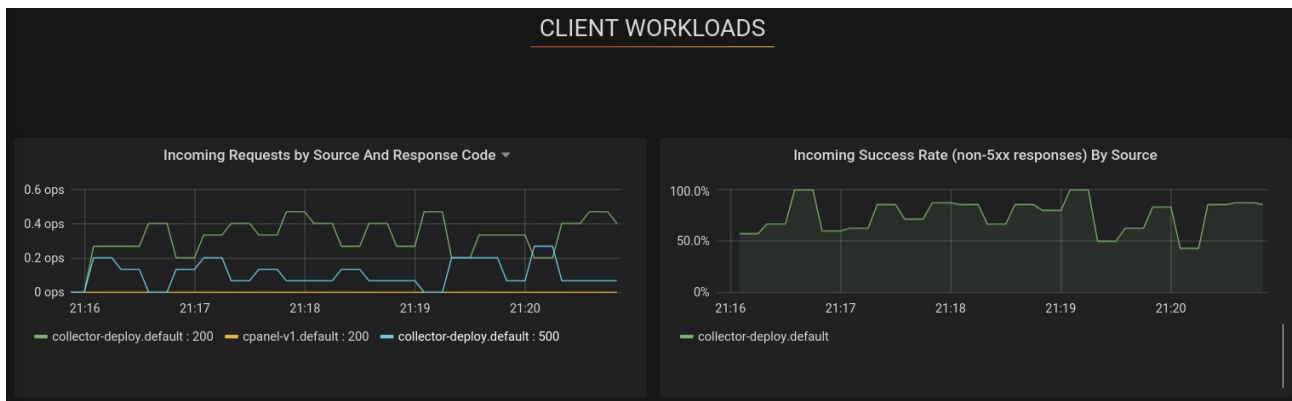 CLIENT WORKLOADS
Incoming Requests by Source And Response Code
0.6 ops
0.4 ops
0.2 ops
0 ops
21:16 21:17 21:18 21:19 21:20
collector-deploy.default : 200 cpanel-v1.default : 200 collector-deploy.default : 500
Incoming Success Rate (non-5xx responses) By Source
100.0%
50.0%
0%
21:16 21:17 21:18 21:19 21:20
collector-deploy.default